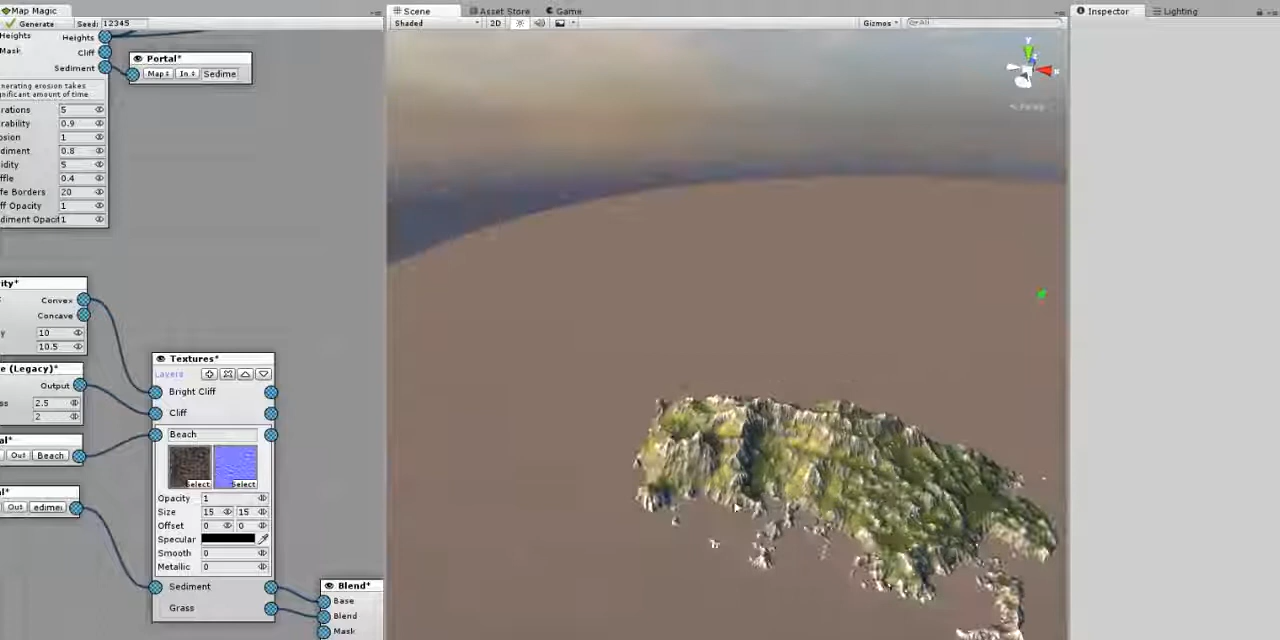 Map Magic
Generate Seed: 12345
Heights Heights
Mask Cliff
Sediment
Portal*
Map In Sedime
nerating erosion takes
gnificant amount of time.
rations 5
rability 0.9
osion 1
diment 0.8
idity 5
ffle 0.4
fe Borders 20
ff Opacity 1
diment Opacit 1
ity*
Convex
Concave
y 10
10.5
e (Legacy)*
Output
ss 2.5
2
al*
Out Beach
l*
Out edime
Textures*
Layers
Bright Cliff
Cliff
Beach
Select Select
Opacity 1
Size 15 15
Offset 0 0
Specular
Smooth 0
Metallic 0
Sediment
Grass
Blend*
Base
Blend
Mask
Scene Asset Store Game
Shaded 2D Gizmos All
Y
x
Persp
Inspector Lighting